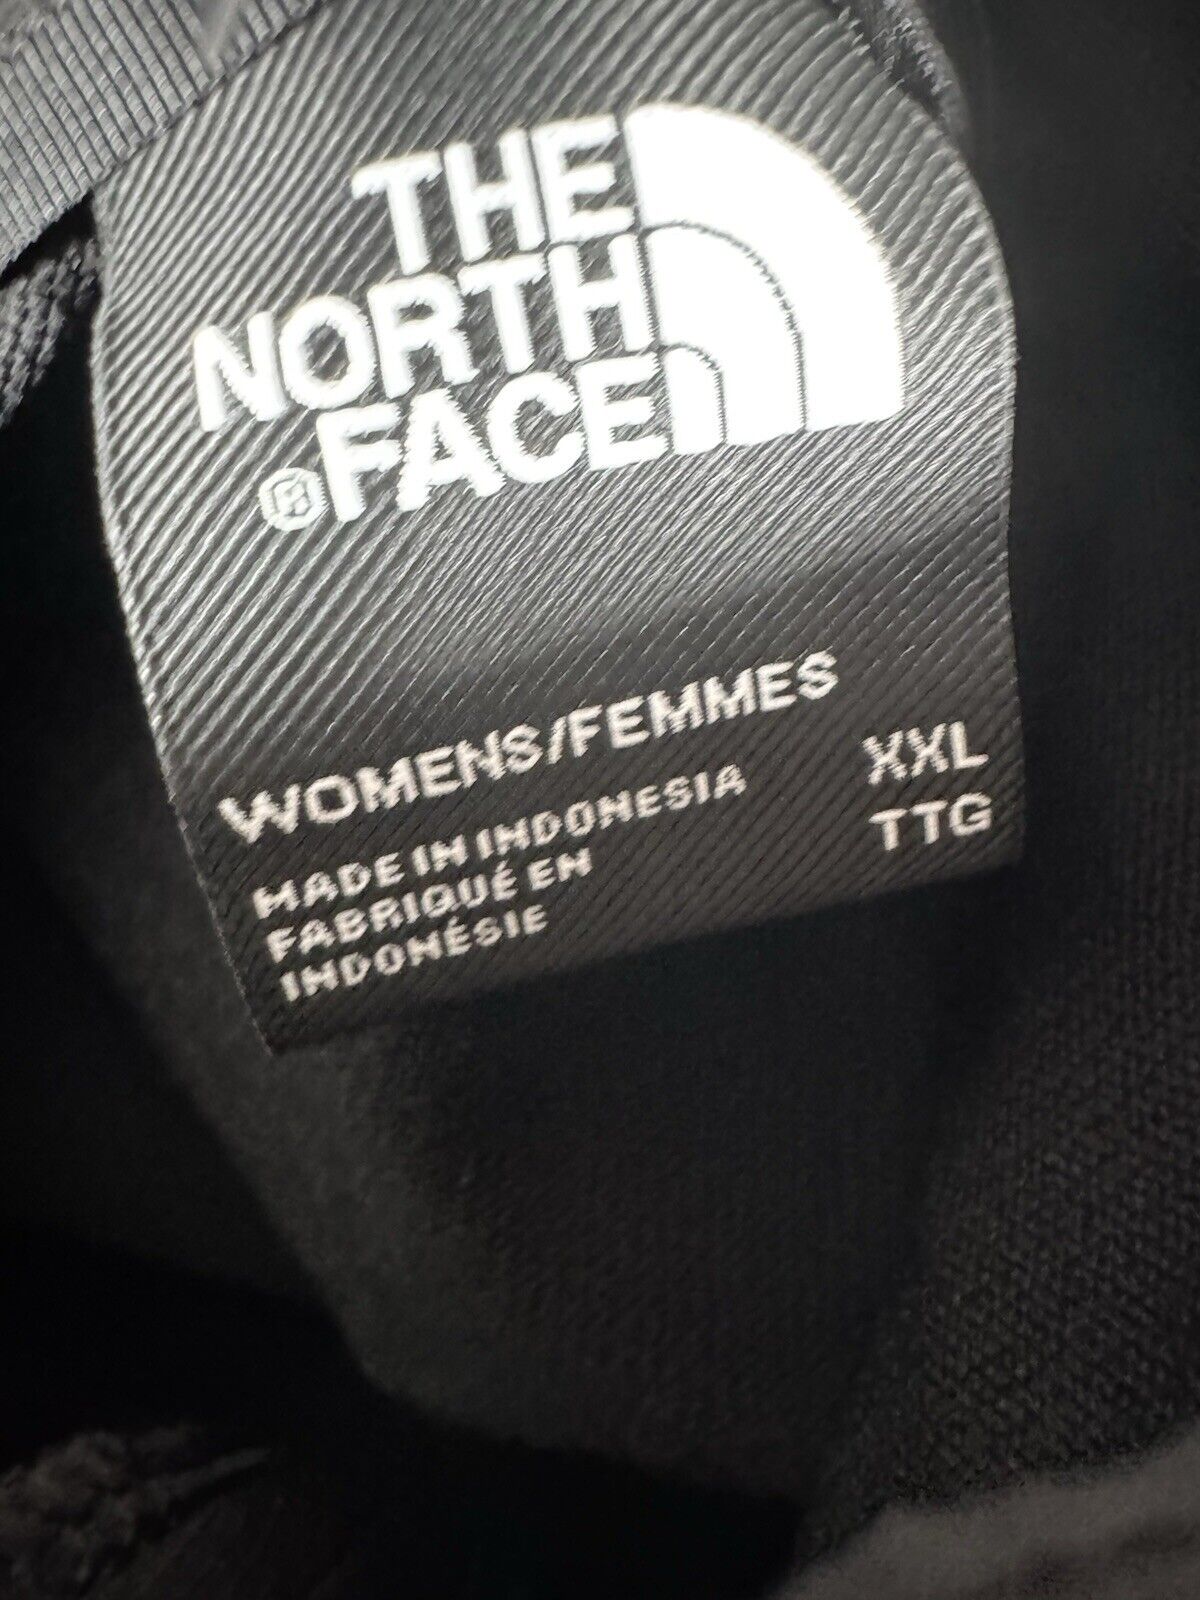 THE
NORTH
®FACE
WOMENS/FEMMES
MADE IN INDONESIA
FABRIQUÉ EN
INDONÉSIE
XXL
TTG